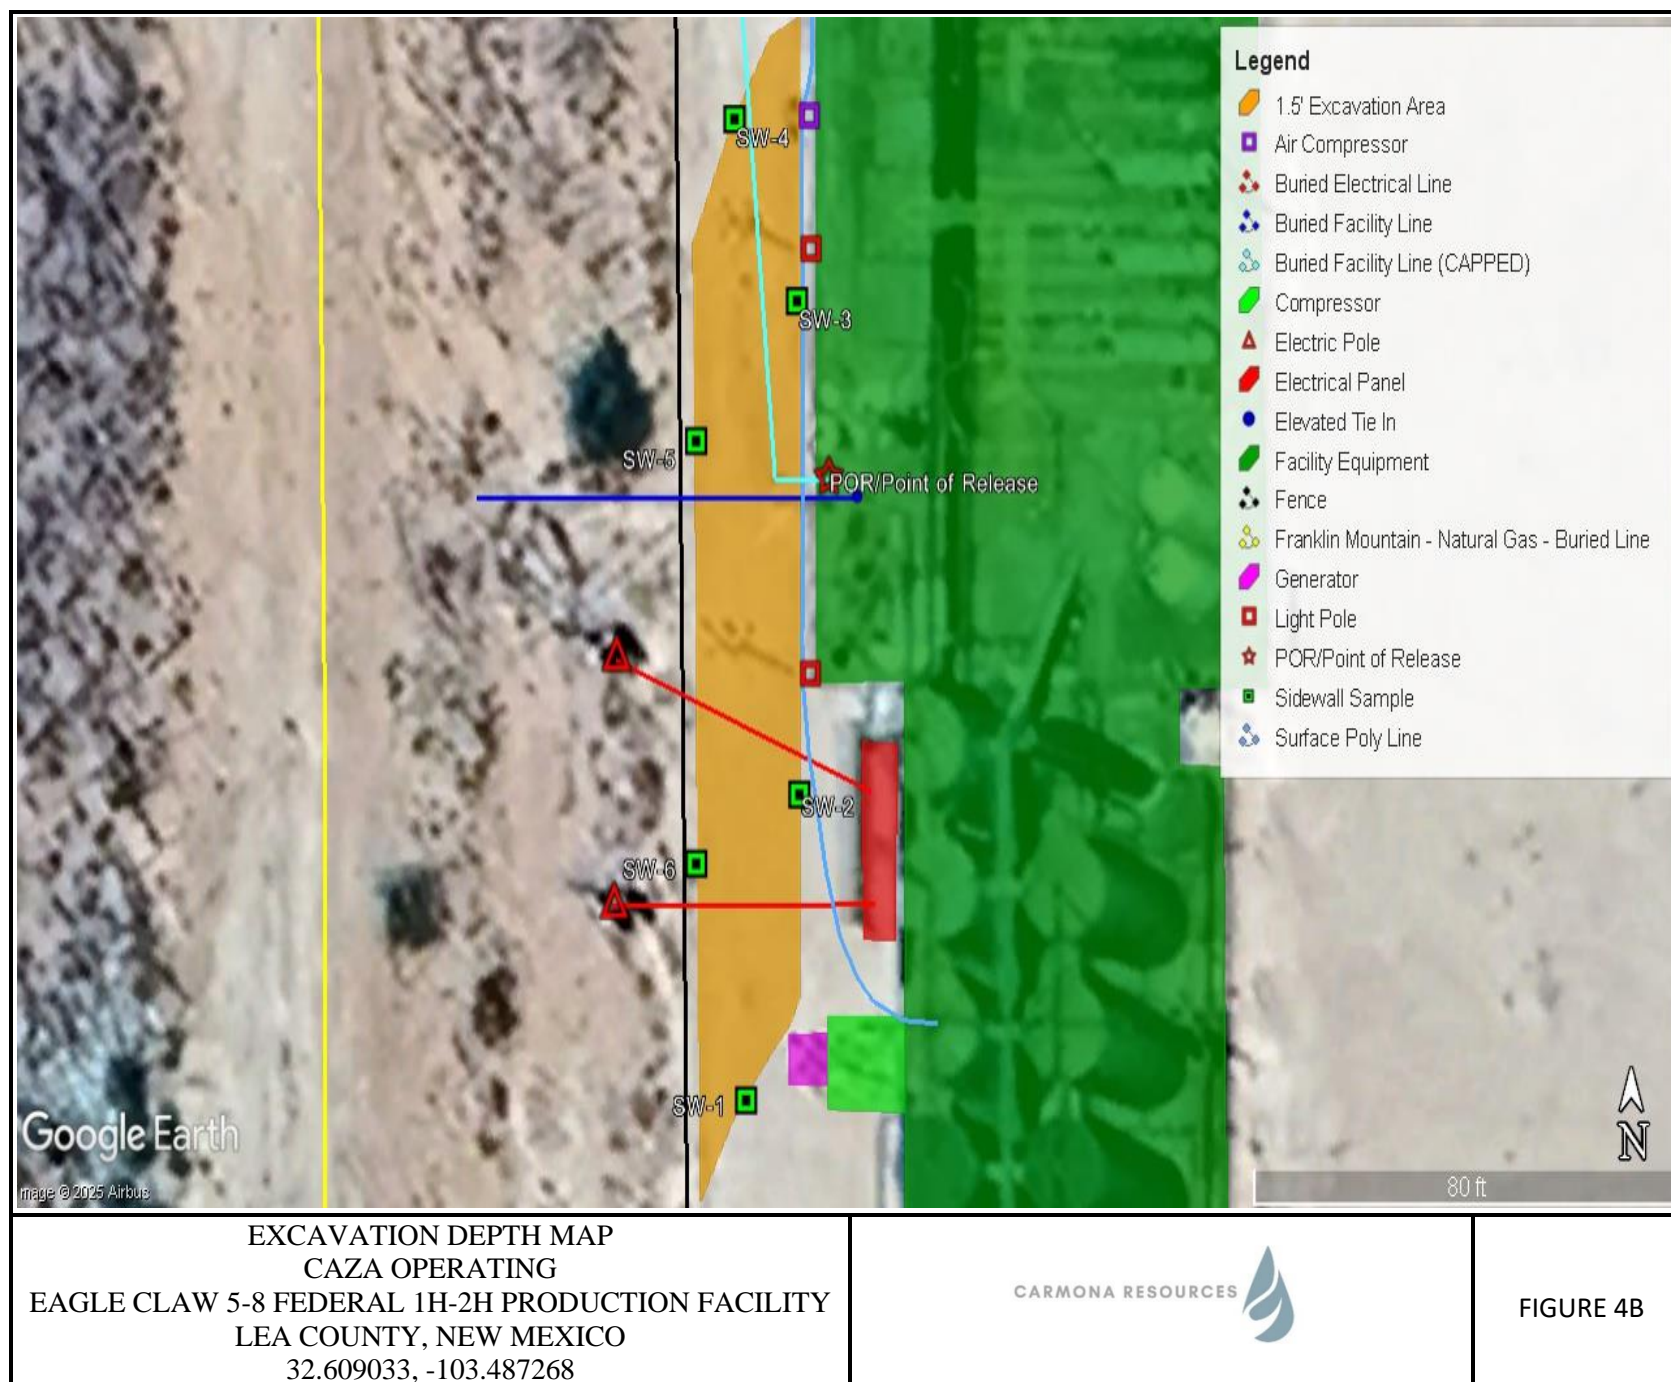 Legend
1.5' Excavation Area
Air Compressor
Buried Electrical Line
Buried Facility Line
Buried Facility Line (CAPPED)
Compressor
Electric Pole
Electrical Panel
Elevated Tie In
Facility Equipment
Fence
Franklin Mountain - Natural Gas - Buried Line
Generator
Light Pole
POR/Point of Release
Sidewall Sample
Surface Poly Line
SW-4
SW-3
SW-5
POR/Point of Release
SW-2
SW-6
SW-1
Google Earth
mage © 2025 Airbus
N
80 ft
EXCAVATION DEPTH MAP
CAZA OPERATING
EAGLE CLAW 5-8 FEDERAL 1H-2H PRODUCTION FACILITY
LEA COUNTY, NEW MEXICO
32.609033, -103.487268
CARMONA RESOURCES
FIGURE 4B